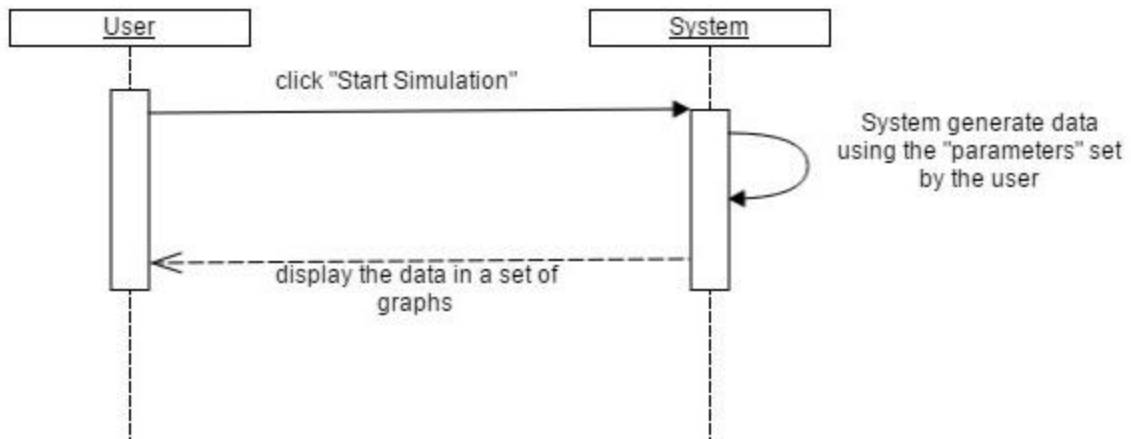 User
System
click "Start Simulation"
System generate data
using the "parameters" set
by the user
display the data in a set of
graphs